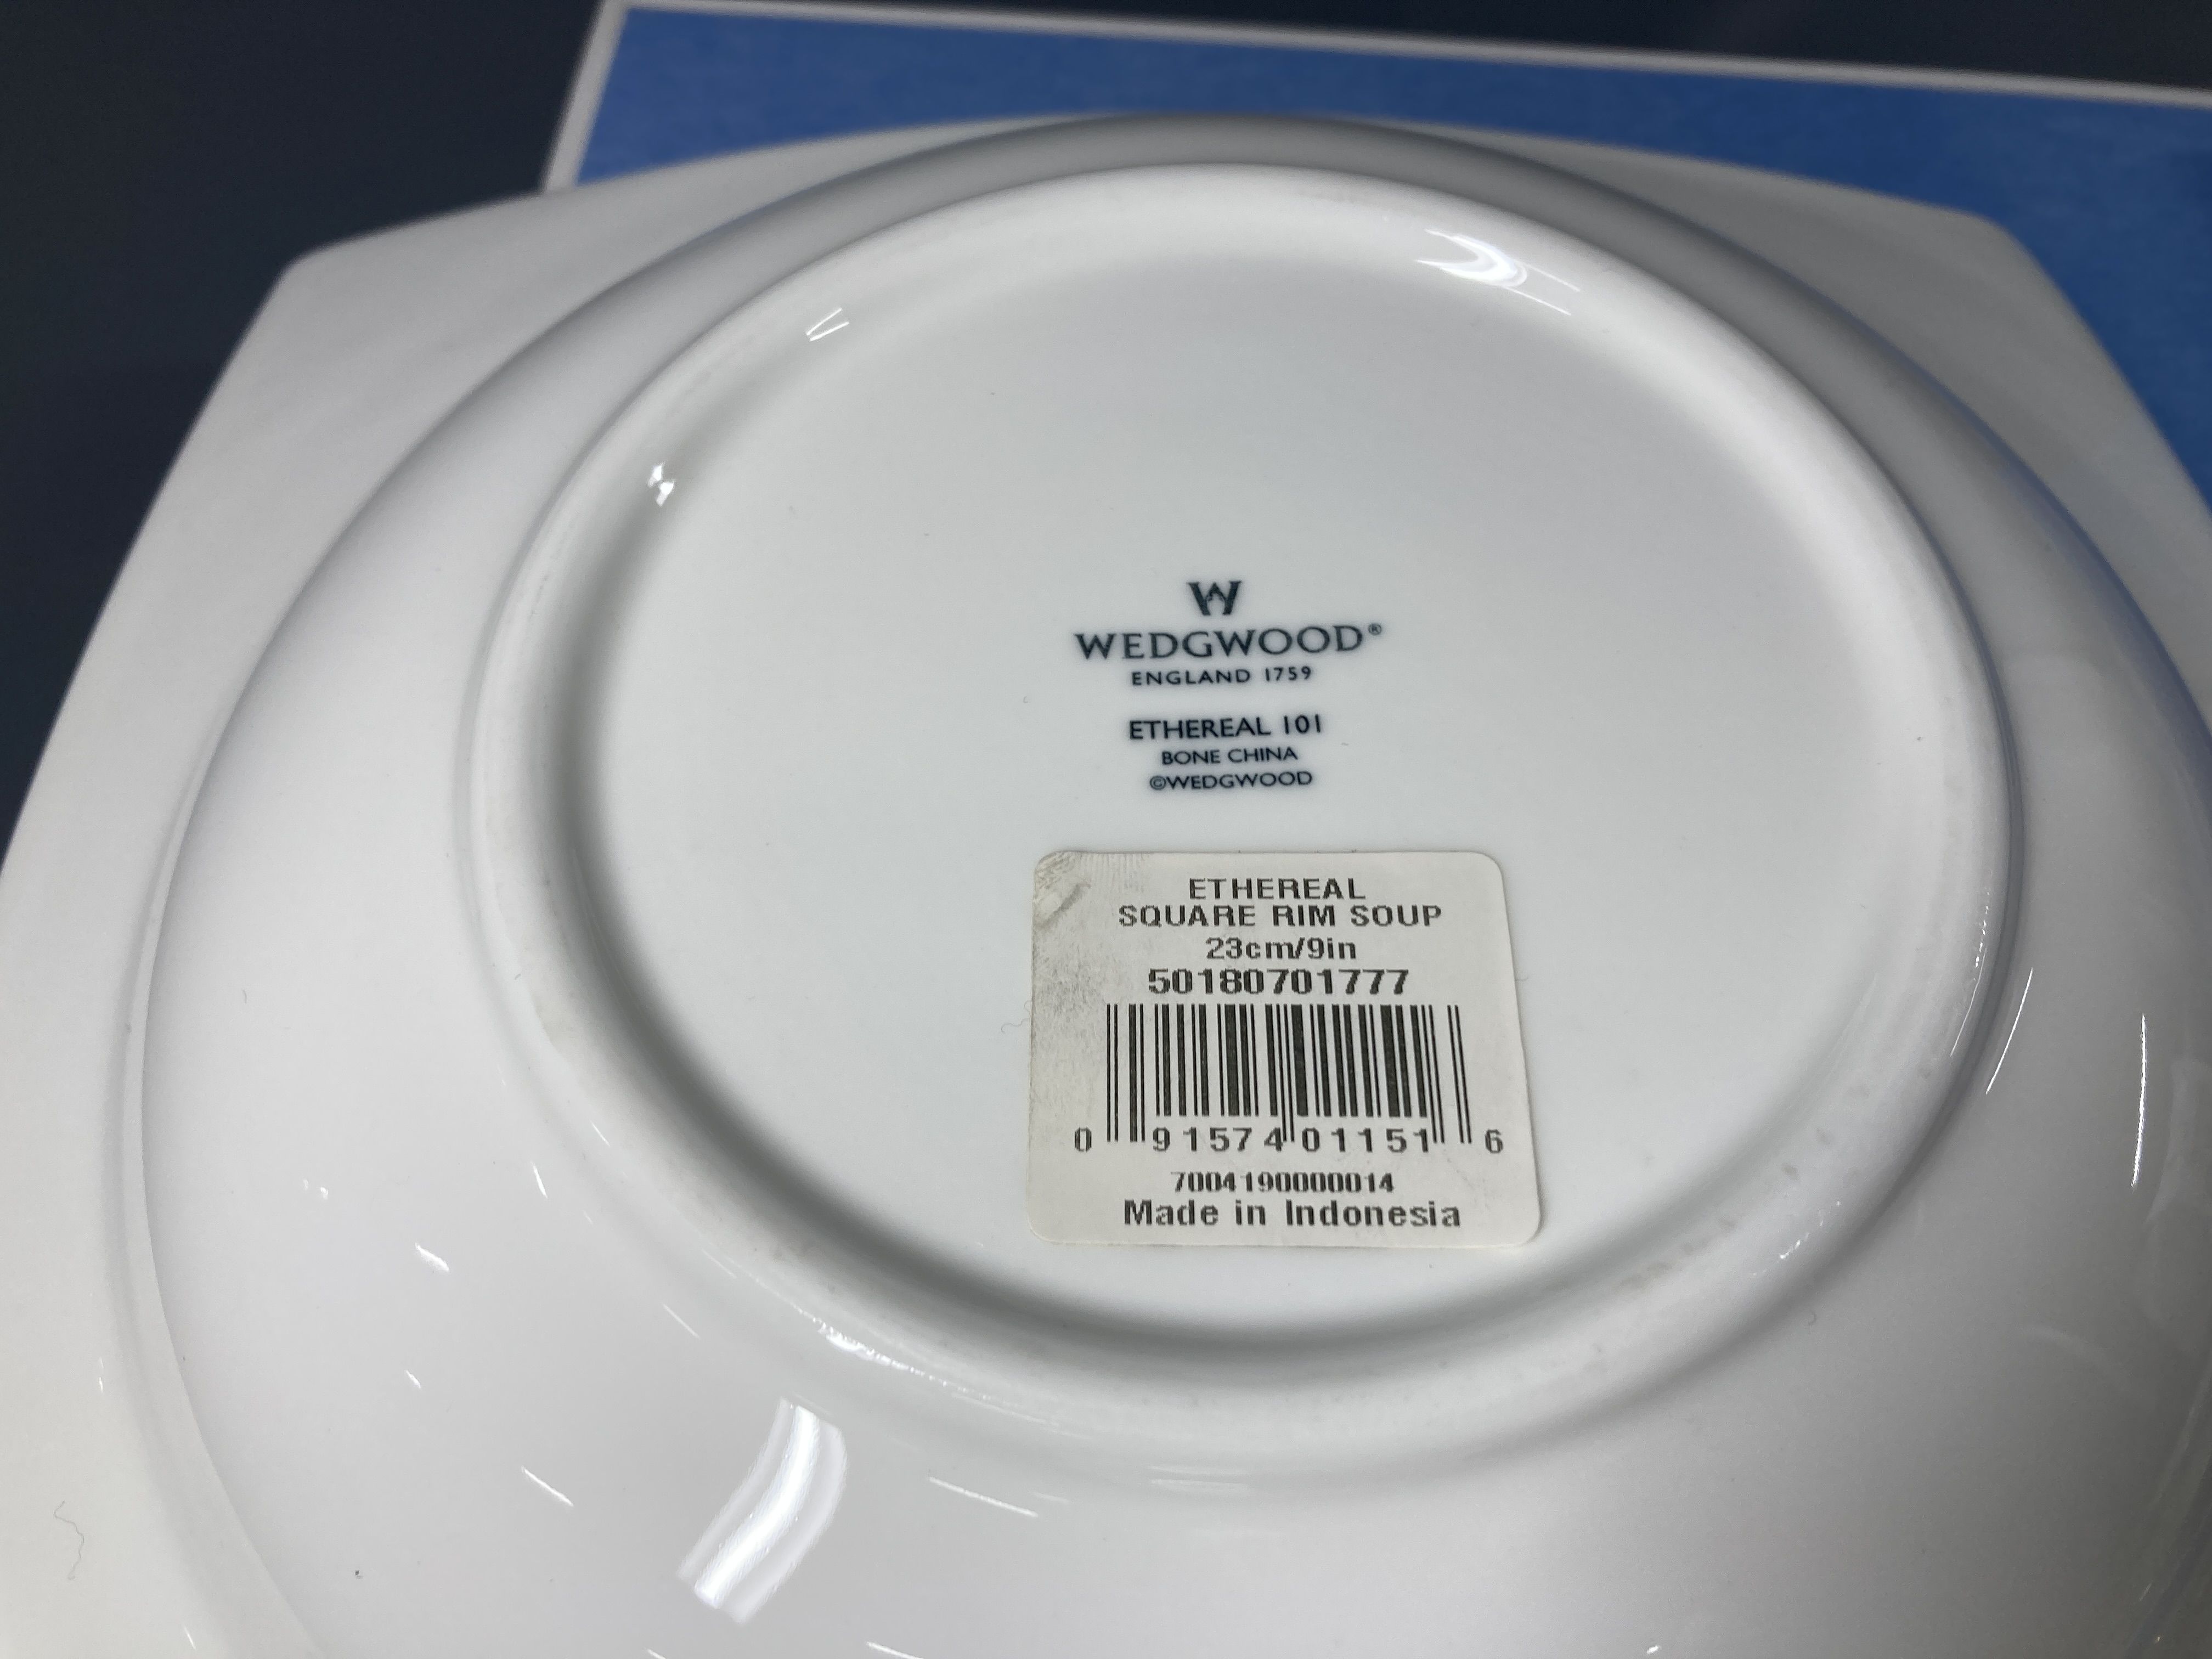 W
WEDGWOOD®
ENGLAND 1759
ETHEREAL 101
BONE CHINA
©WEDGWOOD
ETHEREAL
SQUARE RIM SOUP
23cm/9in
50180701777
0 91574 01151 6
7004190000014
Made in Indonesia